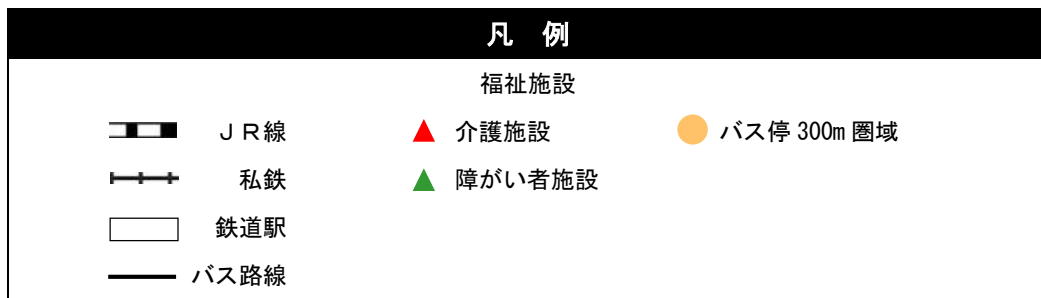 凡 例
福祉施設
ＪＲ線
介護施設
バス停 300m 圏域
私鉄
障がい者施設
鉄道駅
バス路線